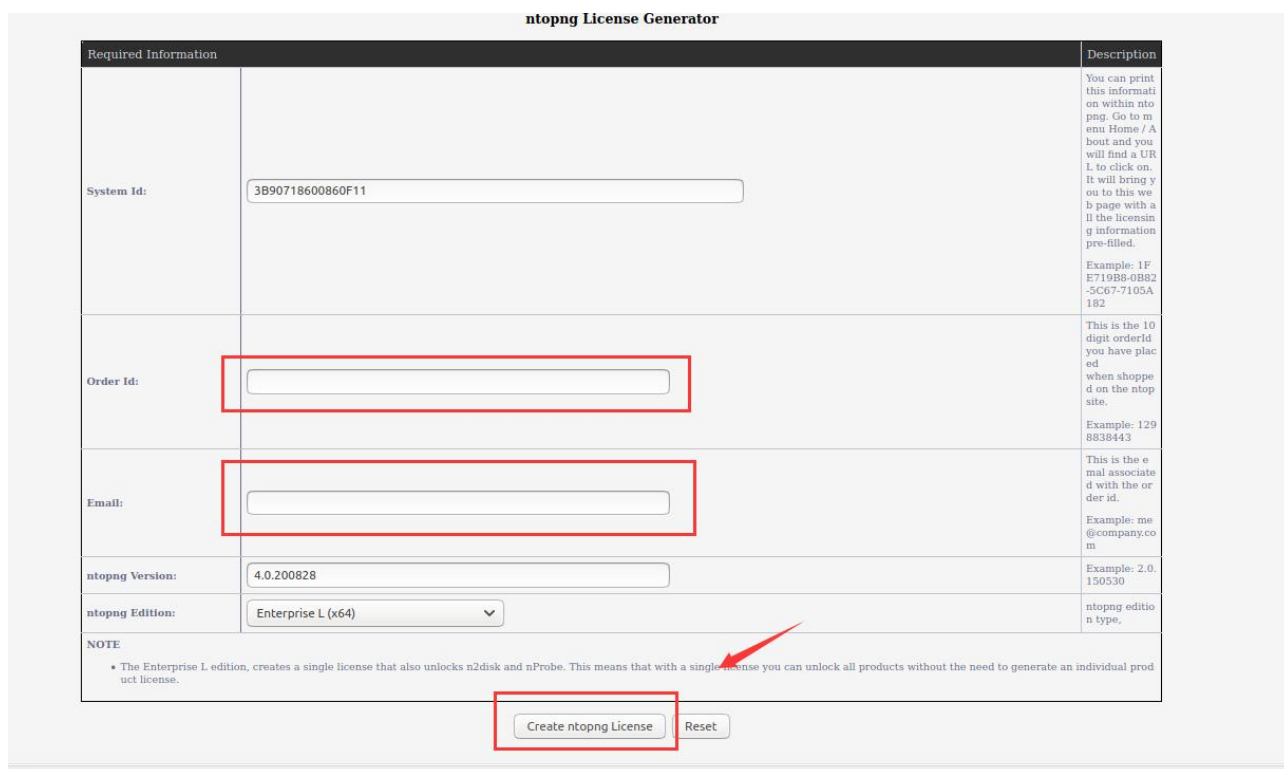 ntopng License Generator
Required Information
Description
System Id:
3B90718600860F11
You can print
this informati
on within nto
png. Go to m
enu Home / A
bout and you
will find a UR
L to click on.
It will bring y
ou to this we
b page with a
ll the licensin
g information
pre-filled.
Example: 1F
E719B8-0B82
-5C67-7105A
182
Order Id:
This is the 10
digit orderId
you have plac
ed
when shoppe
d on the ntop
site.
Example: 129
8838443
Email:
This is the e
mal associate
d with the or
der id.
Example: me
@company.co
m
ntopng Version:
4.0.200828
Example: 2.0.
150530
ntopng Edition:
Enterprise L (x64)
ntopng editio
n type,
NOTE
• The Enterprise L edition, creates a single license that also unlocks n2disk and nProbe. This means that with a single license you can unlock all products without the need to generate an individual prod
uct license.
Create ntopng License
Reset